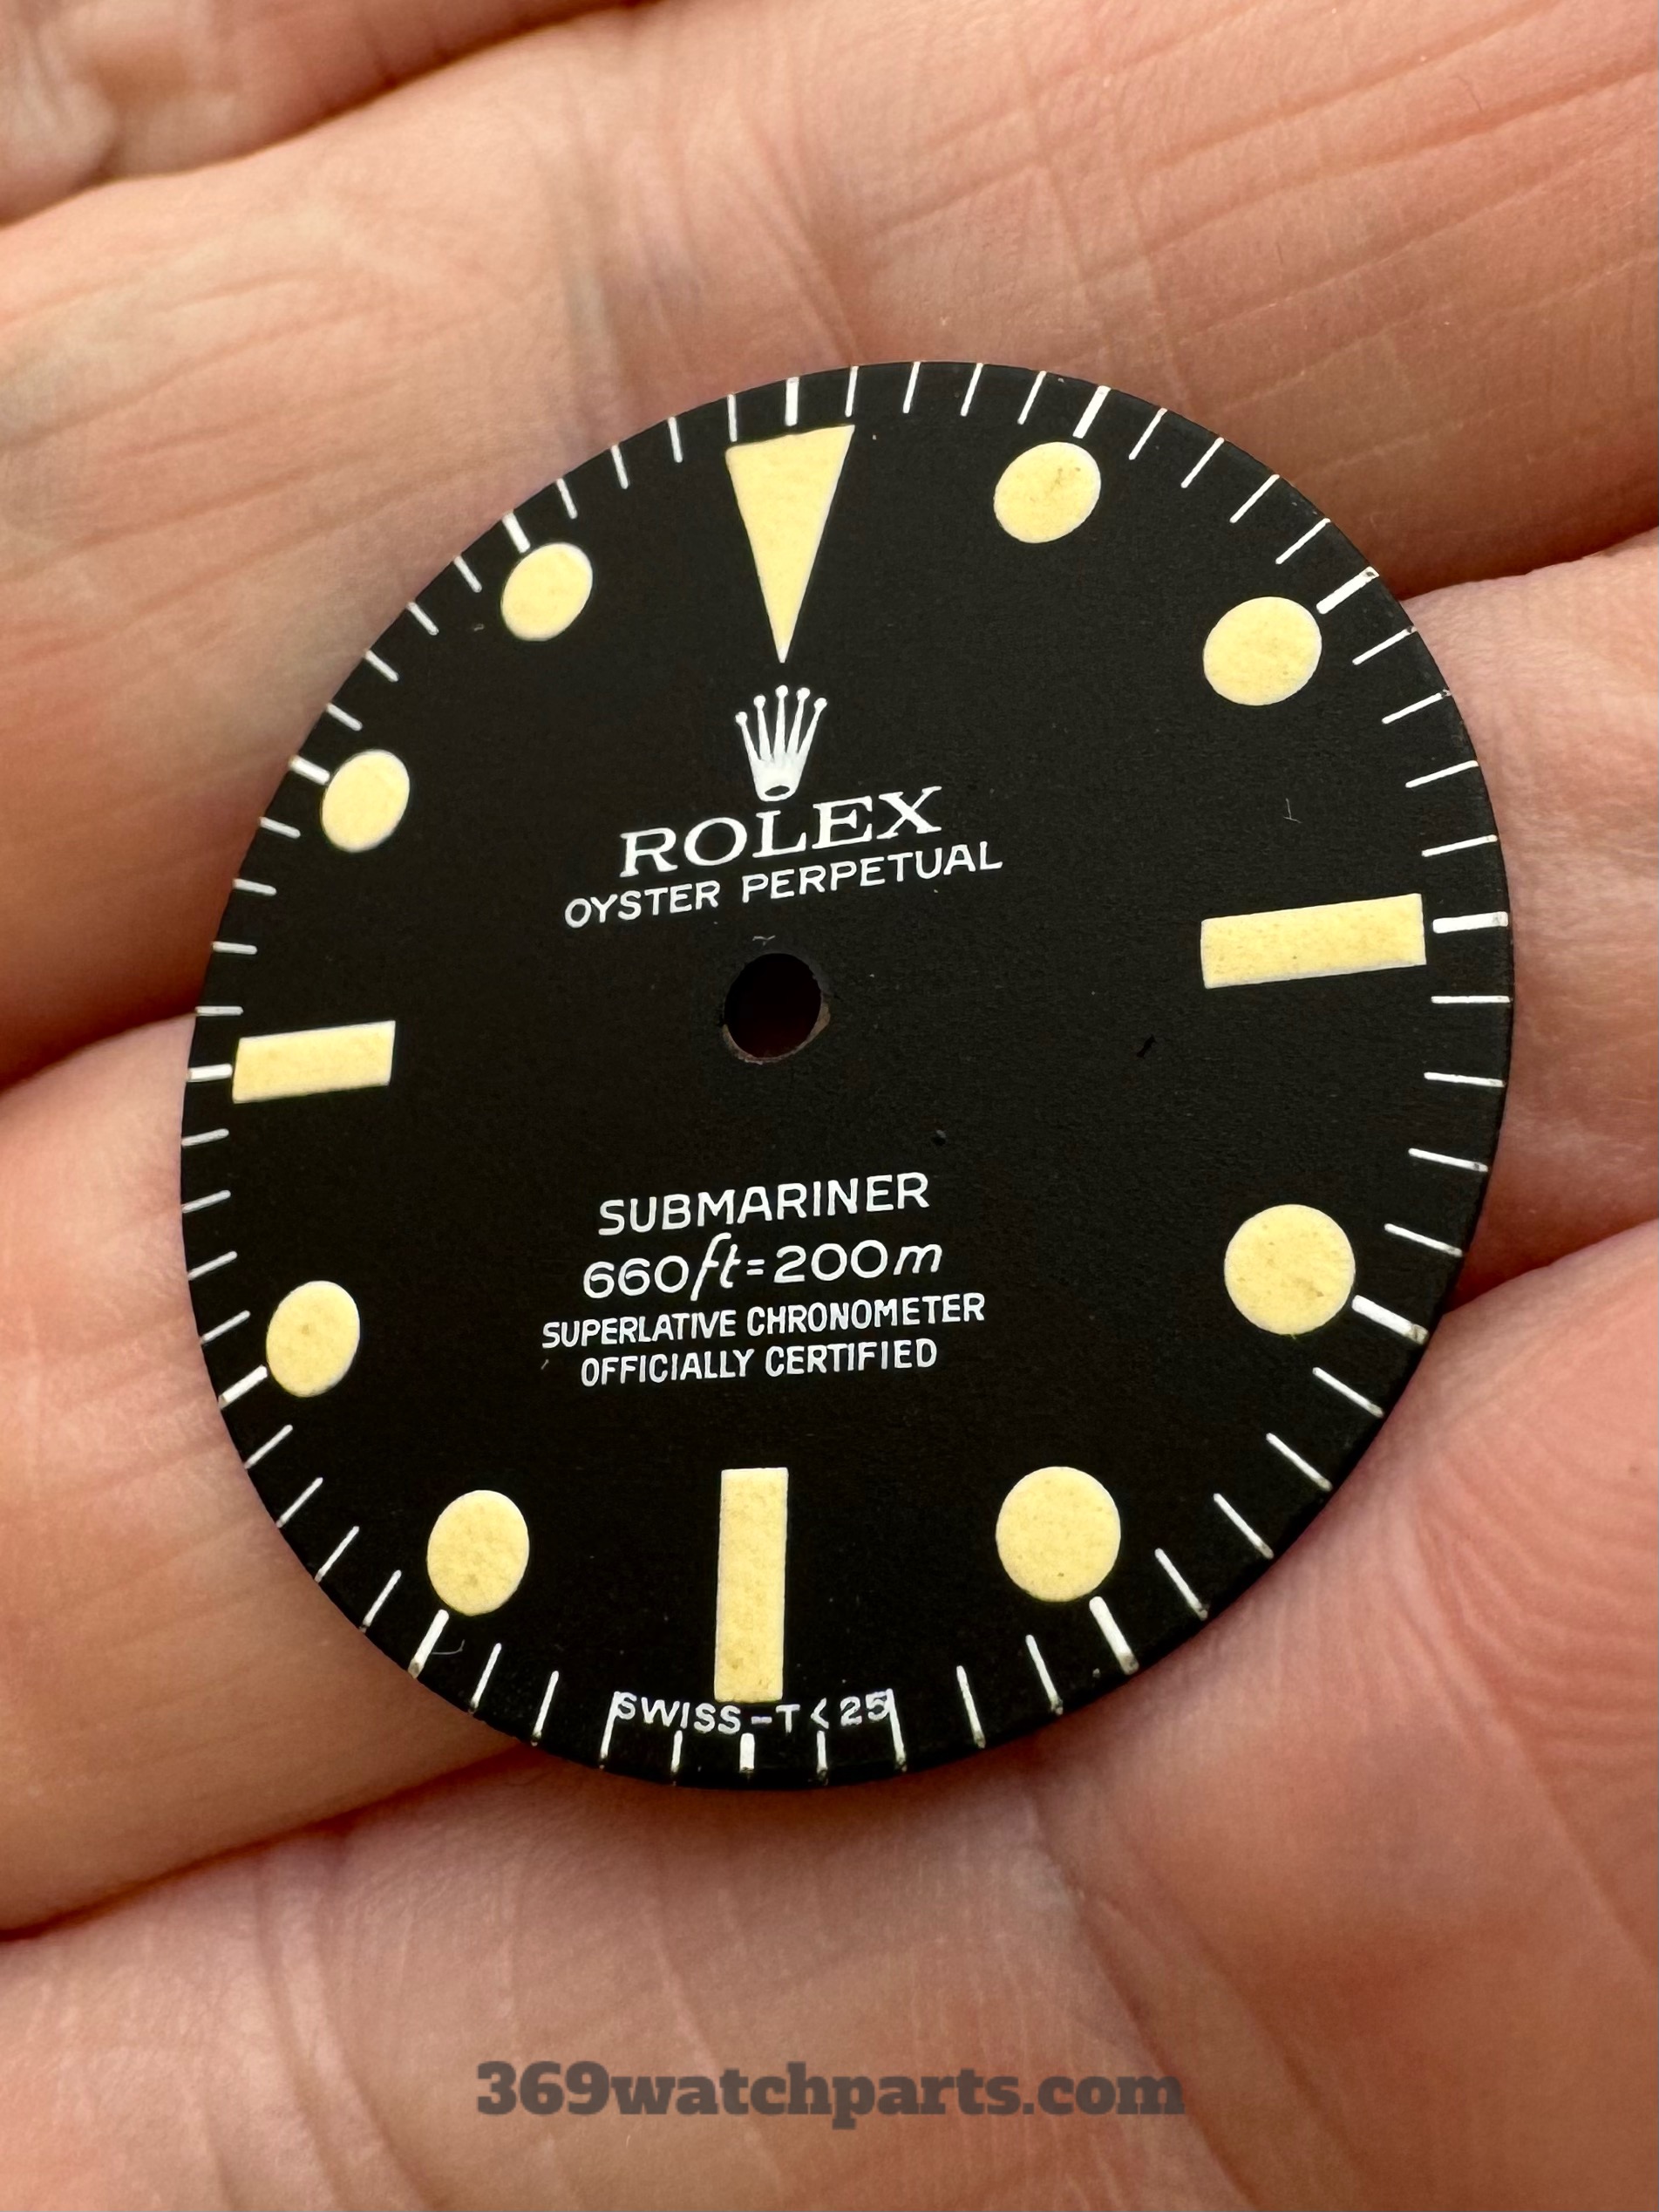 ROLEX
OYSTER PERPETUAL
SUBMARINER
660ft=200m
SUPERLATIVE CHRONOMETER
OFFICIALLY CERTIFIED
SWISS-T<25
369watchparts.com